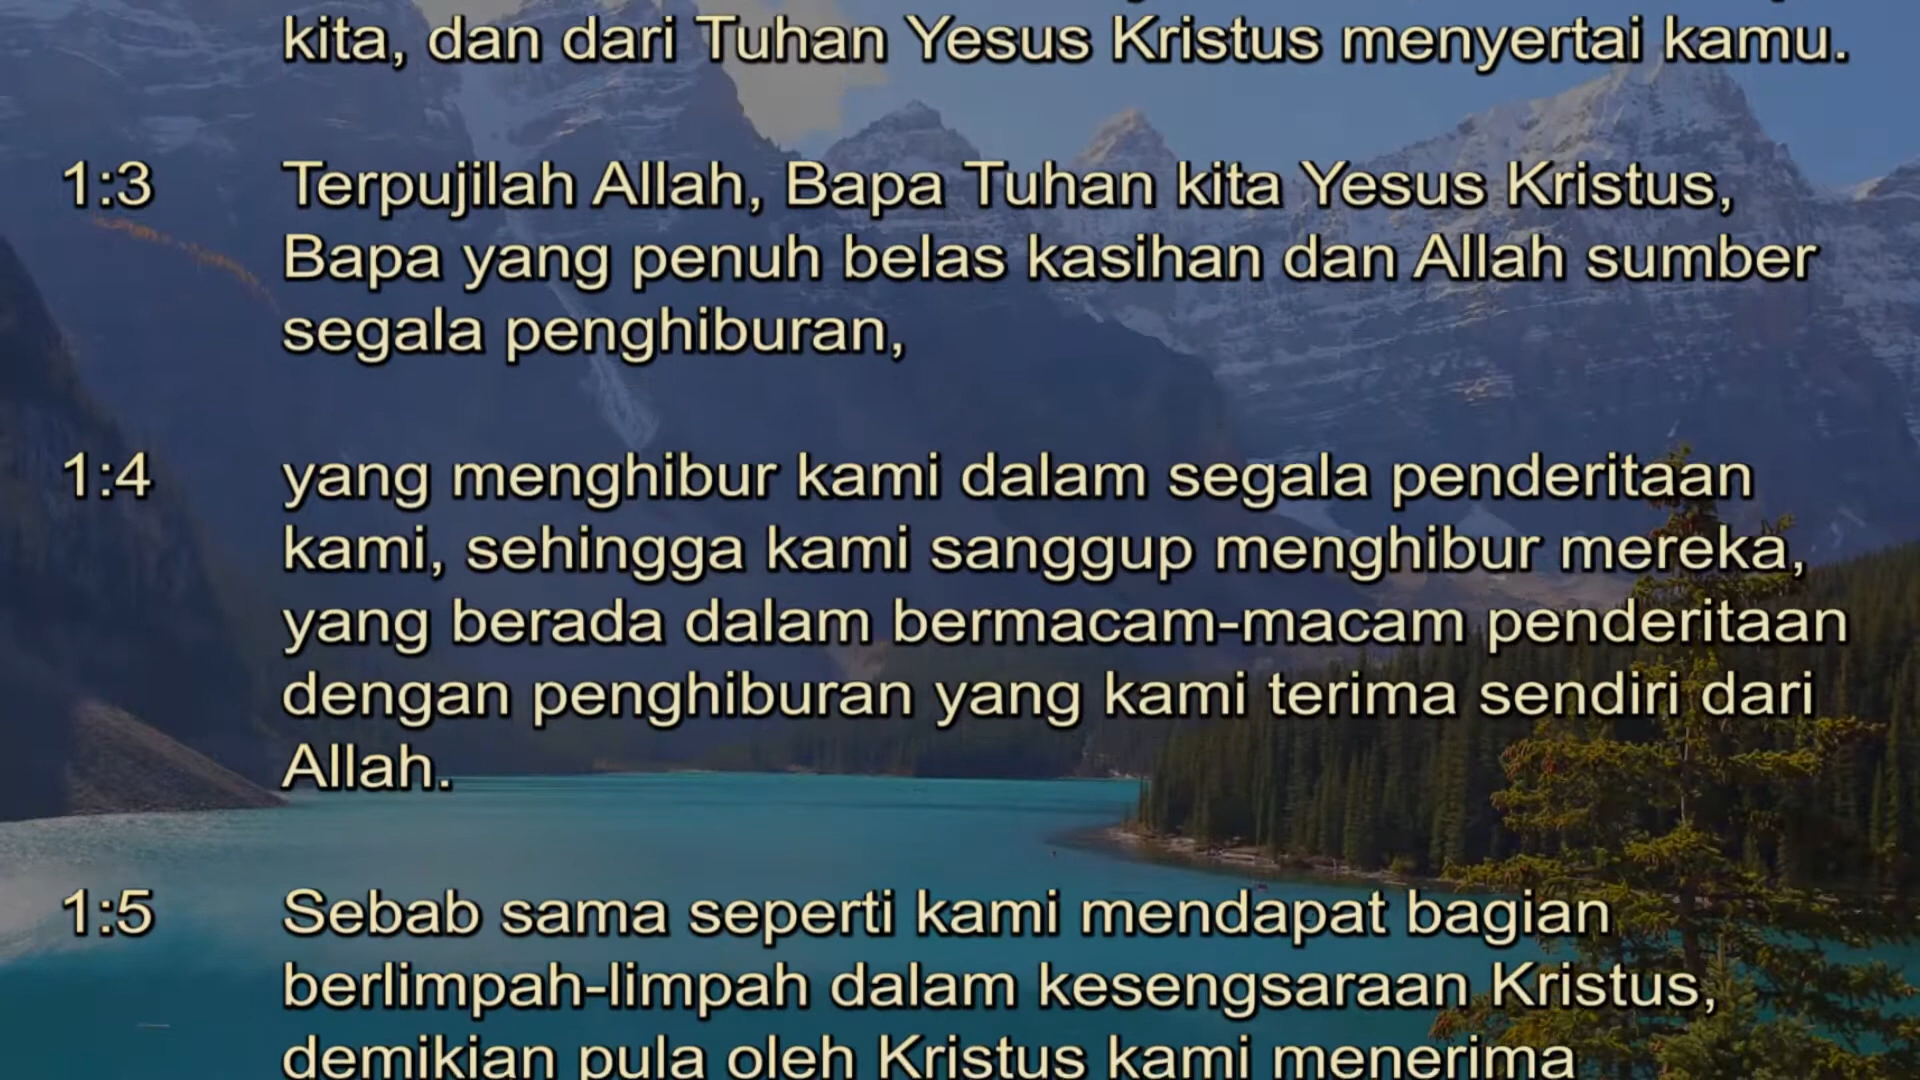 kita, dan dari Tuhan Yesus Kristus menyertai kamu.
1:3 Terpujilah Allah, Bapa Tuhan kita Yesus Kristus,
Bapa yang penuh belas kasihan dan Allah sumber
segala penghiburan,
1:4 yang menghibur kami dalam segala penderitaan
kami, sehingga kami sanggup menghibur mereka,
yang berada dalam bermacam-macam penderitaan
dengan penghiburan yang kami terima sendiri dari
Allah.
1:5 Sebab sama seperti kami mendapat bagian
berlimpah-limpah dalam kesengsaraan Kristus,
demikian pula oleh Kristus kami menerima